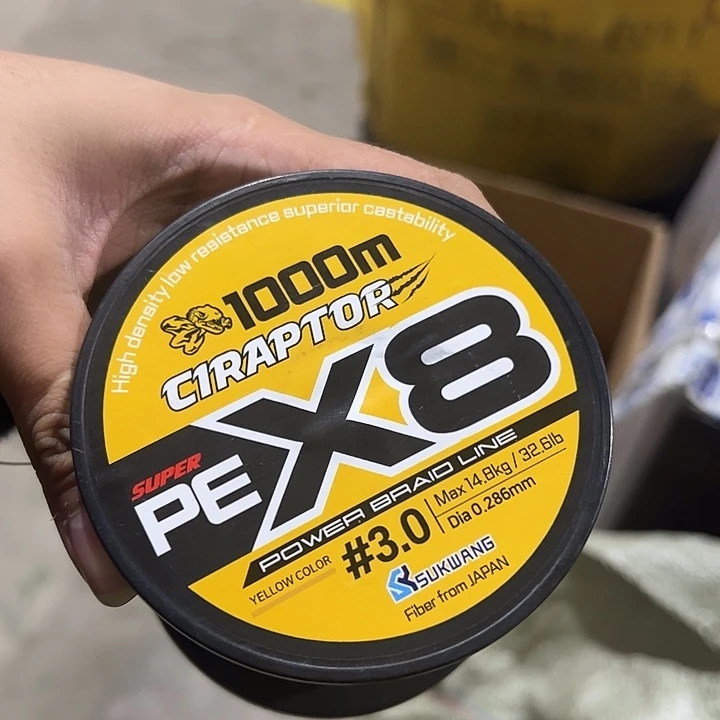 High density low resistance superior castability
1000m
CIRAPTOR
SUPER
PE X8
POWER BRAID LINE
YELLOW COLOR
#3.0
Max 14.8kg / 32.6lb
Dia 0.286mm
SUKWANG
Fiber from JAPAN